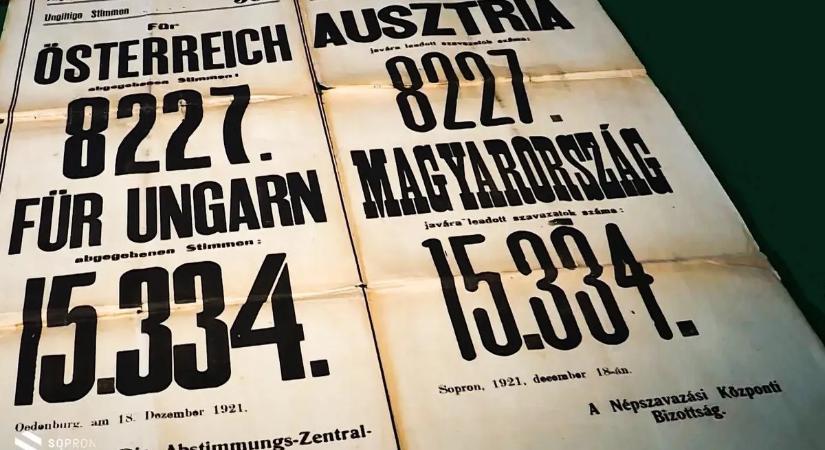 Ungiltige Stimmen
Für
ÖSTERREICH
abgegebenen Stimmen:
8227.
FÜR UNGARN
abgegebenen Stimmen:
15.334.
Oedenburg, am 18. Dezember 1921.
Die Abstimmungs-Zentral-
AUSZTRIA
javára leadott szavazatok száma:
8227.
MAGYARORSZÁG
javára leadott szavazatok száma:
15.334.
Sopron, 1921. december 18-án.
A Népszavazási Központi
Bizottság.
SOPRON